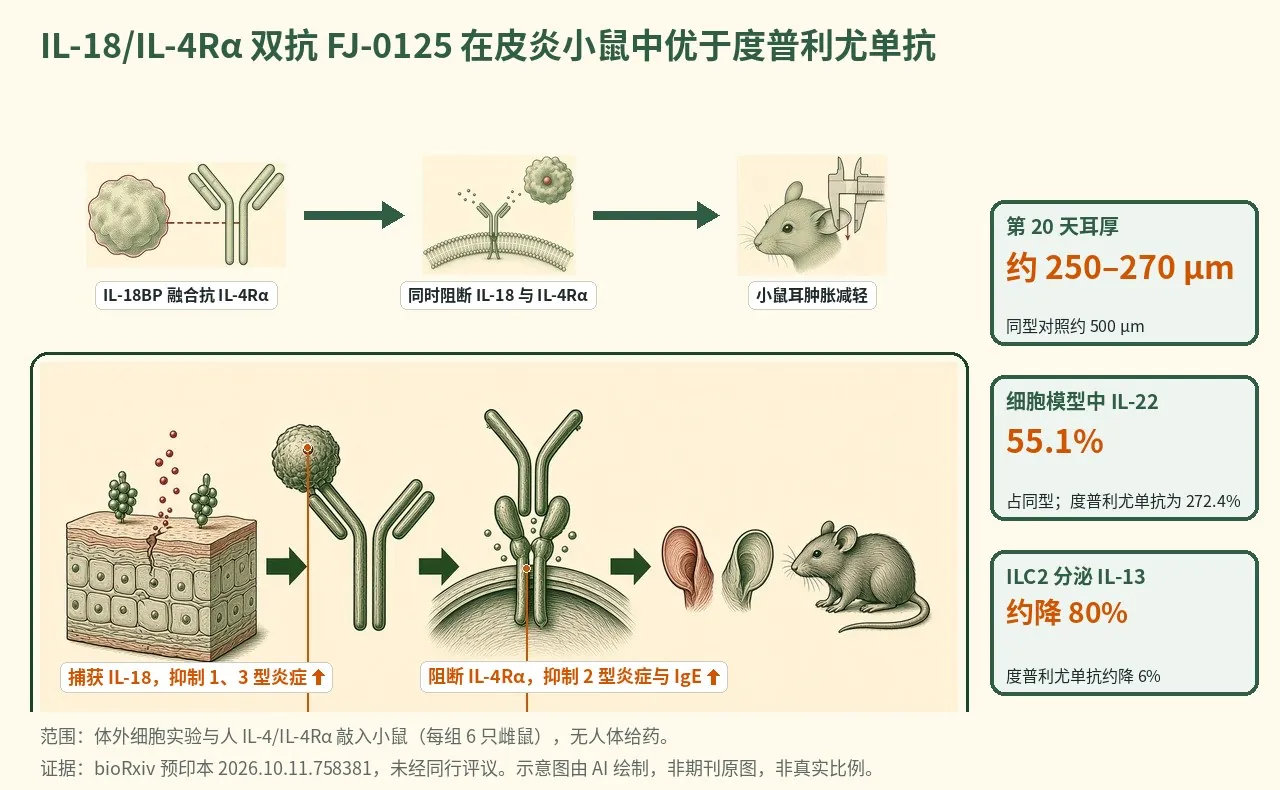 IL-18/IL-4Rα 双抗 FJ-0125 在皮炎小鼠中优于度普利尤单抗
IL-18BP 融合抗 IL-4Rα
同时阻断 IL-18 与 IL-4Rα
小鼠耳肿胀减轻
第 20 天耳厚
约 250–270 μm
同型对照约 500 μm
细胞模型中 IL-22
55.1%
占同型；度普利尤单抗为 272.4%
ILC2 分泌 IL-13
约降 80%
度普利尤单抗约降 6%
捕获 IL-18，抑制 1、3 型炎症⬆
阻断 IL-4Rα，抑制 2 型炎症与 IgE⬆
范围：体外细胞实验与人 IL-4/IL-4Rα 敲入小鼠（每组 6 只雌鼠），无人体给药。
证据：bioRxiv 预印本 2026.10.11.758381，未经同行评议。示意图由 AI 绘制，非期刊原图，非真实比例。